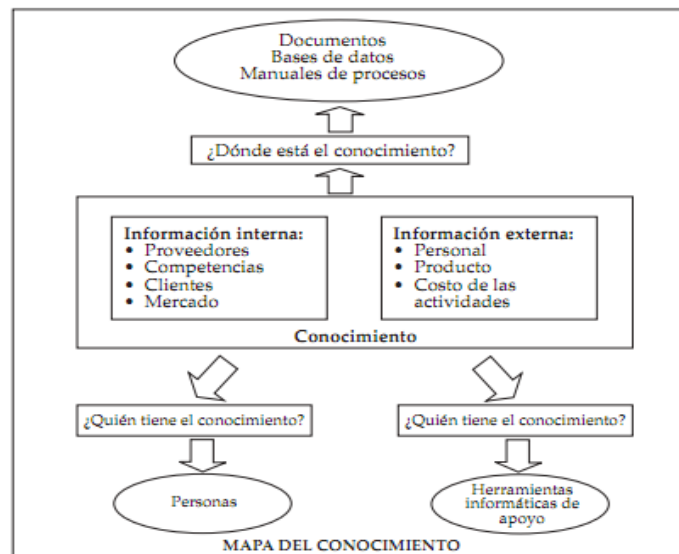 Documentos
Bases de datos
Manuales de procesos
¿Dónde está el conocimiento?
Información interna:
• Proveedores
• Competencias
• Clientes
• Mercado
Información externa:
• Personal
• Producto
• Costo de las
actividades
Conocimiento
¿Quién tiene el conocimiento?
¿Quién tiene el conocimiento?
Personas
Herramientas
informáticas de
apoyo
MAPA DEL CONOCIMIENTO